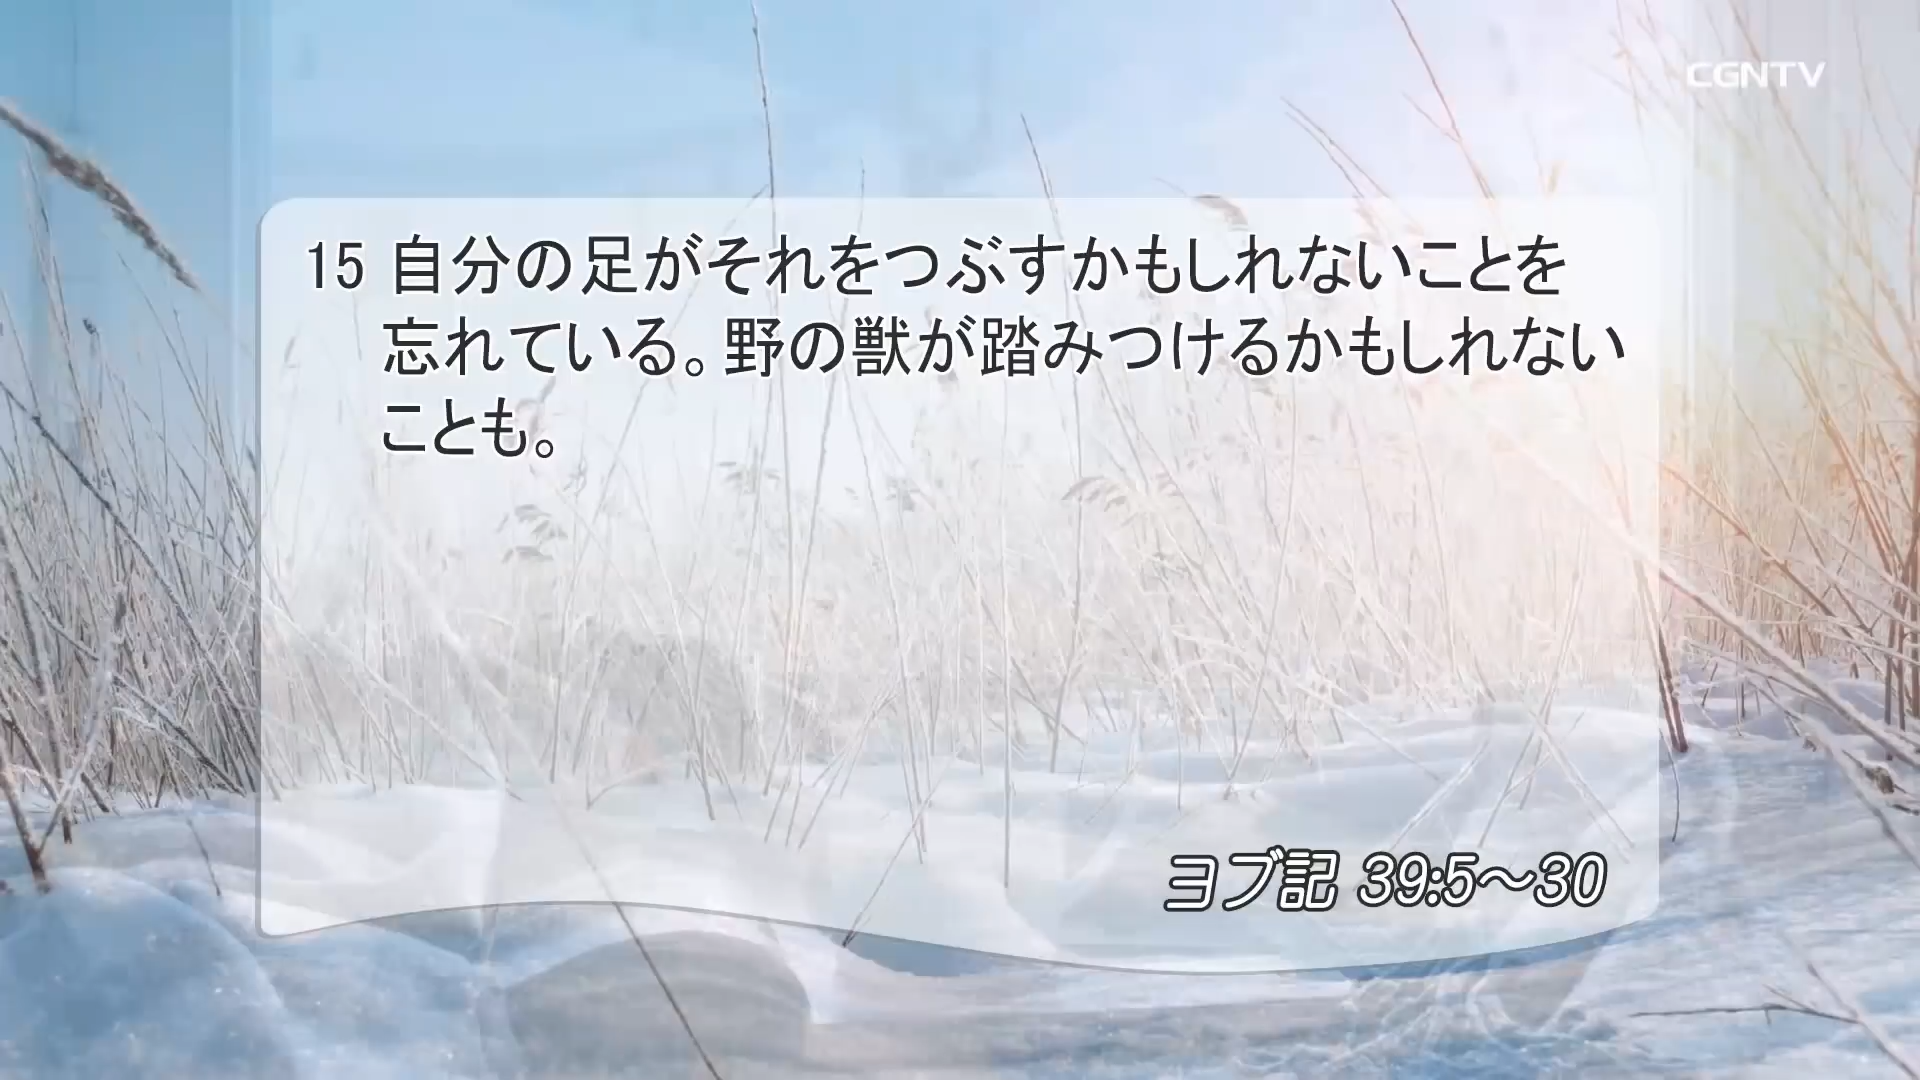 CGNTV
15 自分の足がそれをつぶすかもしれないことを
忘れている。野の獣が踏みつけるかもしれない
ことも。
ヨブ記 39:5～30